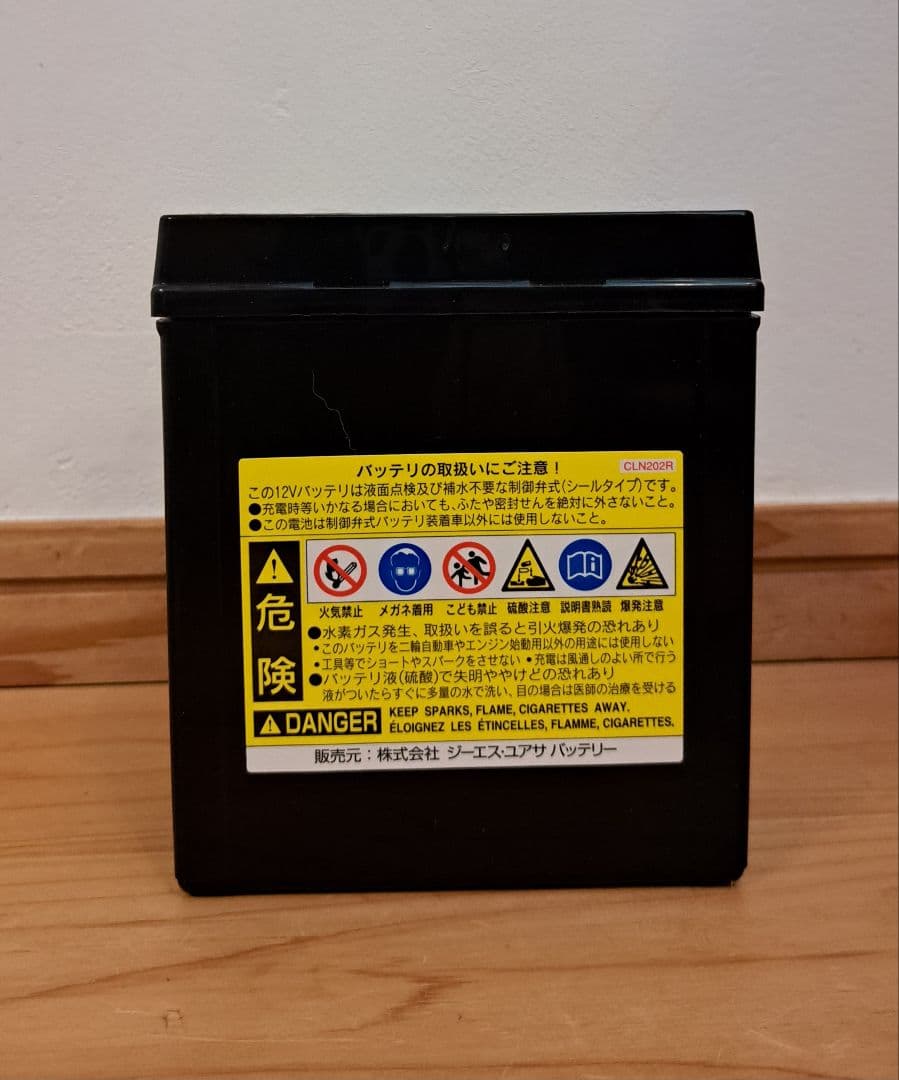 バッテリの取扱いにご注意！ CLN202R
この12Vバッテリは液面点検及び補水不要な制御弁式(シールタイプ)です。
●充電時等いかなる場合においても、ふたや密封せんを絶対に外さないこと。
●この電池は制御弁式バッテリ装着車以外には使用しないこと。
危険
火気禁止 メガネ着用 こども禁止 硫酸注意 説明書熟読 爆発注意
●水素ガス発生、取扱いを誤ると引火爆発の恐れあり
•このバッテリを二輪自動車やエンジン始動用以外の用途には使用しない
•工具等でショートやスパークをさせない •充電は風通しのよい所で行う
●バッテリ液(硫酸)で失明ややけどの恐れあり
液がついたらすぐに多量の水で洗い、目の場合は医師の治療を受ける
DANGER KEEP SPARKS, FLAME, CIGARETTES AWAY.
ÉLOIGNEZ LES ÉTINCELLES, FLAMME, CIGARETTES.
販売元：株式会社 ジーエス・ユアサ バッテリー